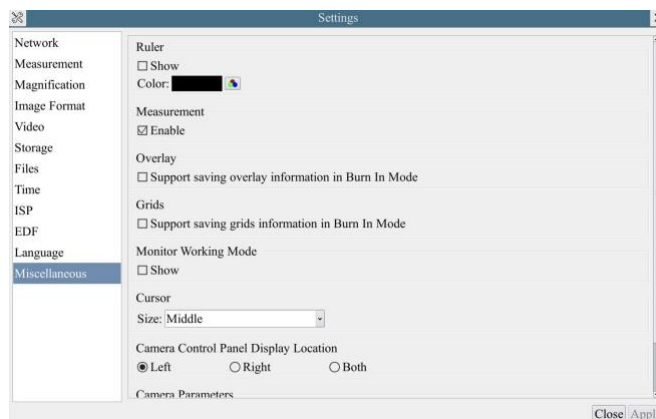 Settings
Network
Measurement
Magnification
Image Format
Video
Storage
Files
Time
ISP
EDF
Language
Miscellaneous
Ruler
Show
Color:
Measurement
Enable
Overlay
Support saving overlay information in Burn In Mode
Grids
Support saving grids information in Burn In Mode
Monitor Working Mode
Show
Cursor
Size: Middle
Camera Control Panel Display Location
Left Right Both
Camera Parameters
Close Appl